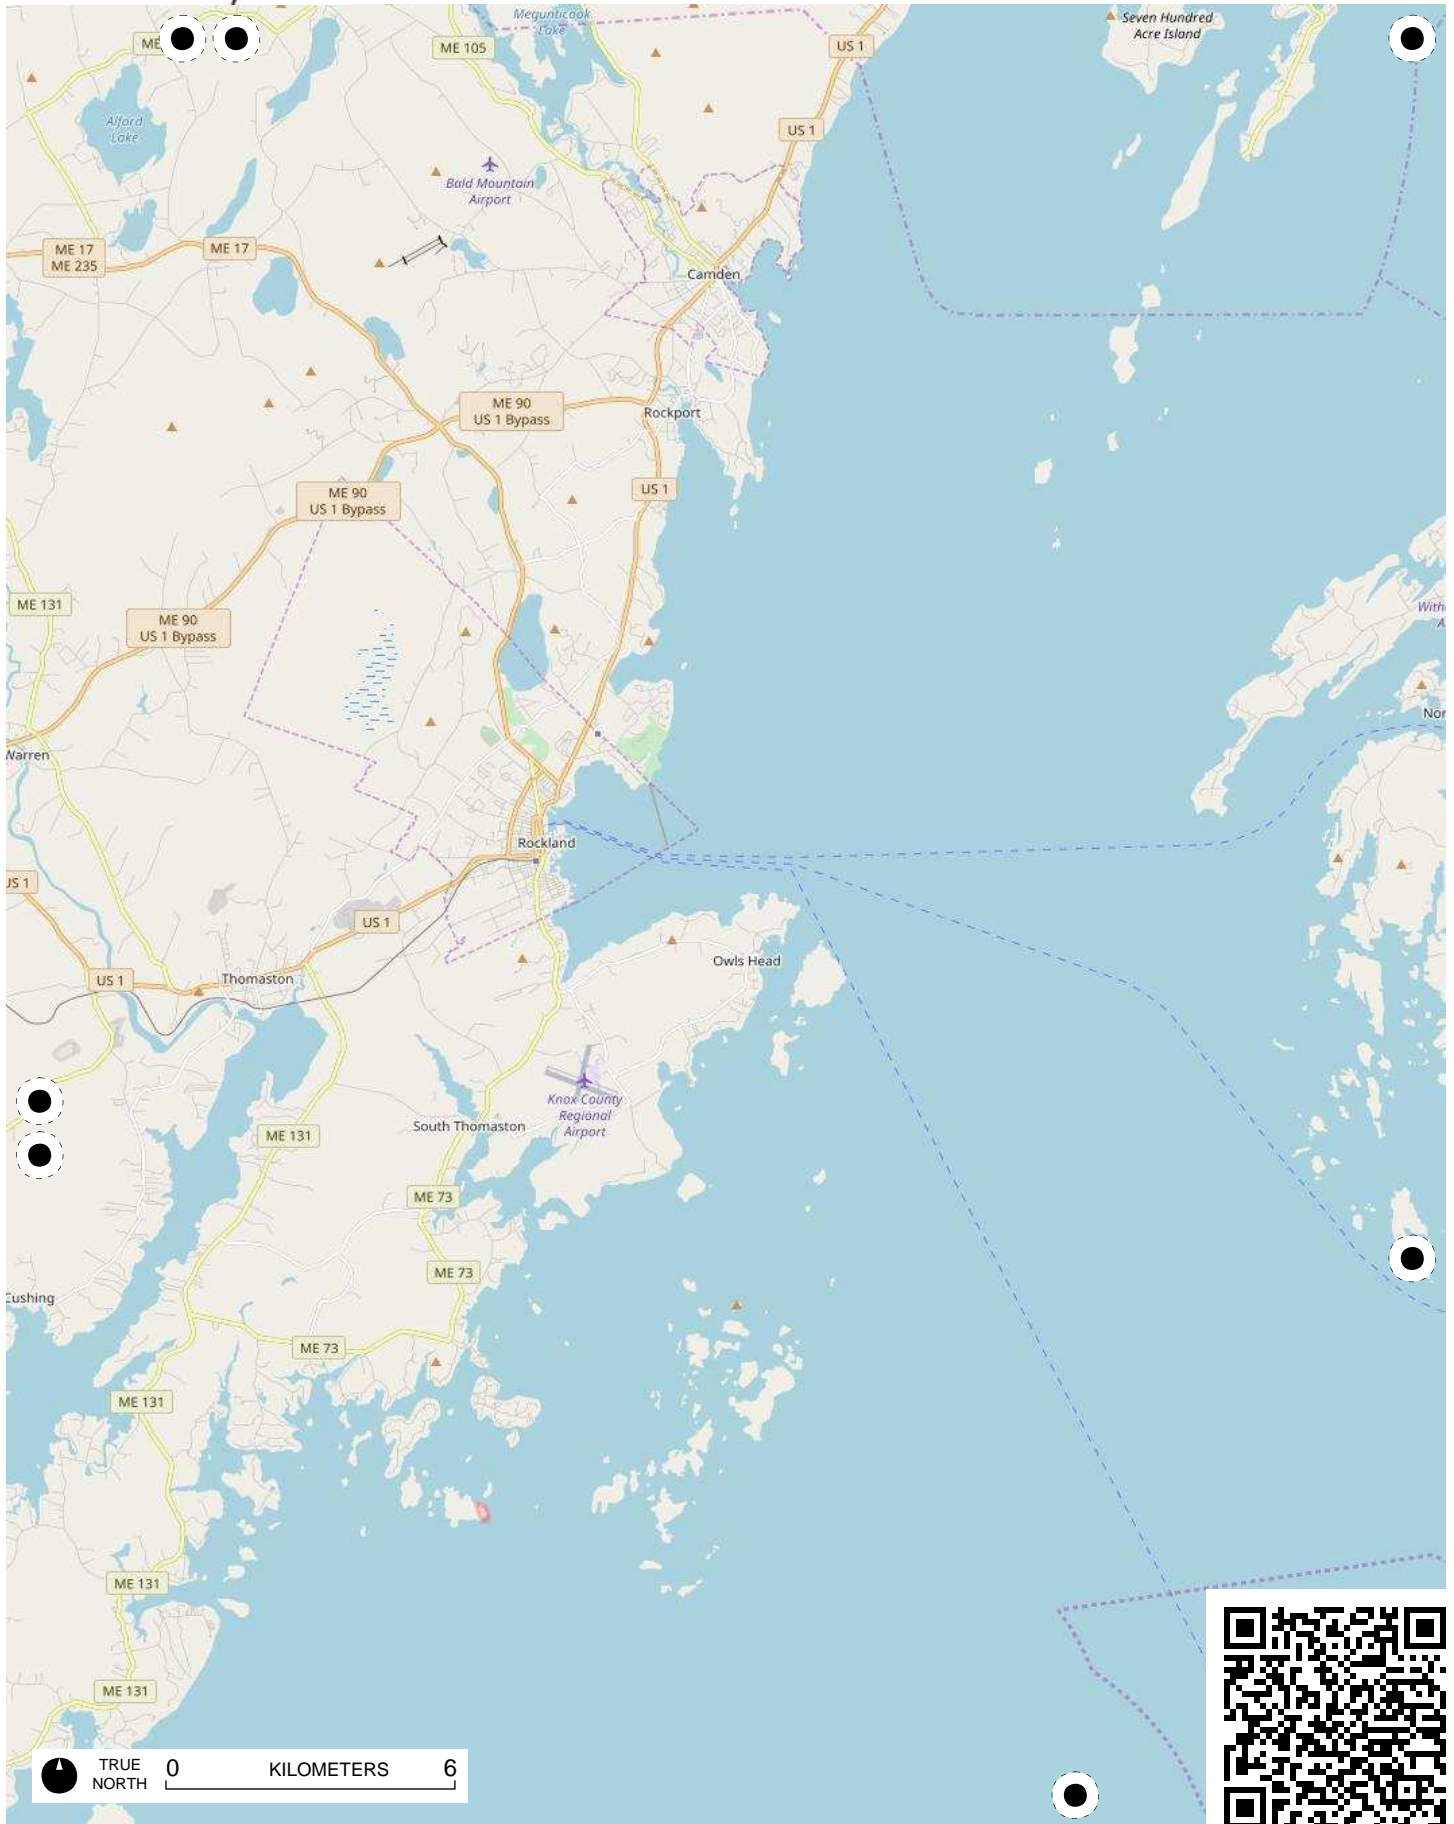 Megunticook
Lake
Seven Hundred
Acre Island
ME 105
US 1
Alford
Lake
US 1
Bald Mountain
Airport
ME 17
ME 235
ME 17
Camden
ME 90
US 1 Bypass
Rockport
ME 90
US 1 Bypass
US 1
ME 131
ME 90
US 1 Bypass
Warren
Rockland
US 1
US 1
Owls Head
US 1
Thomaston
Knox County
Regional
Airport
South Thomaston
ME 131
ME 73
ME 73
Cushing
ME 73
ME 131
ME 131
ME 131
TRUE
NORTH
0 KILOMETERS 6